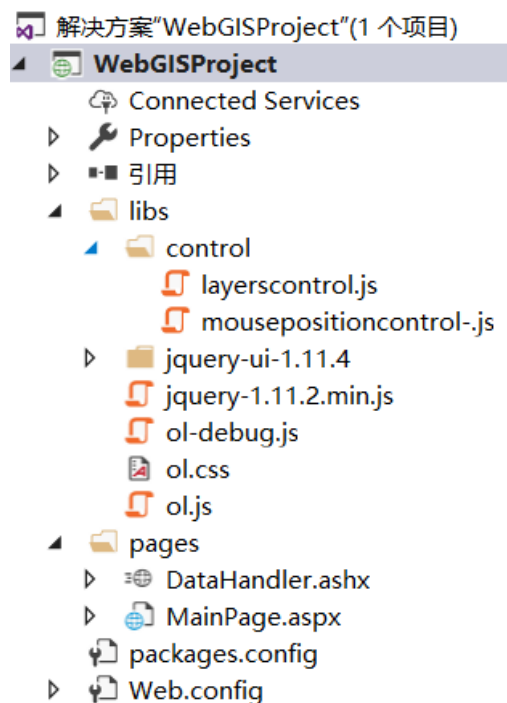 解决方案“WebGISProject”(1 个项目)
WebGISProject
Connected Services
Properties
引用
libs
control
layerscontrol.js
mousepositioncontrol-.js
jquery-ui-1.11.4
jquery-1.11.2.min.js
ol-debug.js
ol.css
ol.js
pages
DataHandler.ashx
MainPage.aspx
packages.config
Web.config